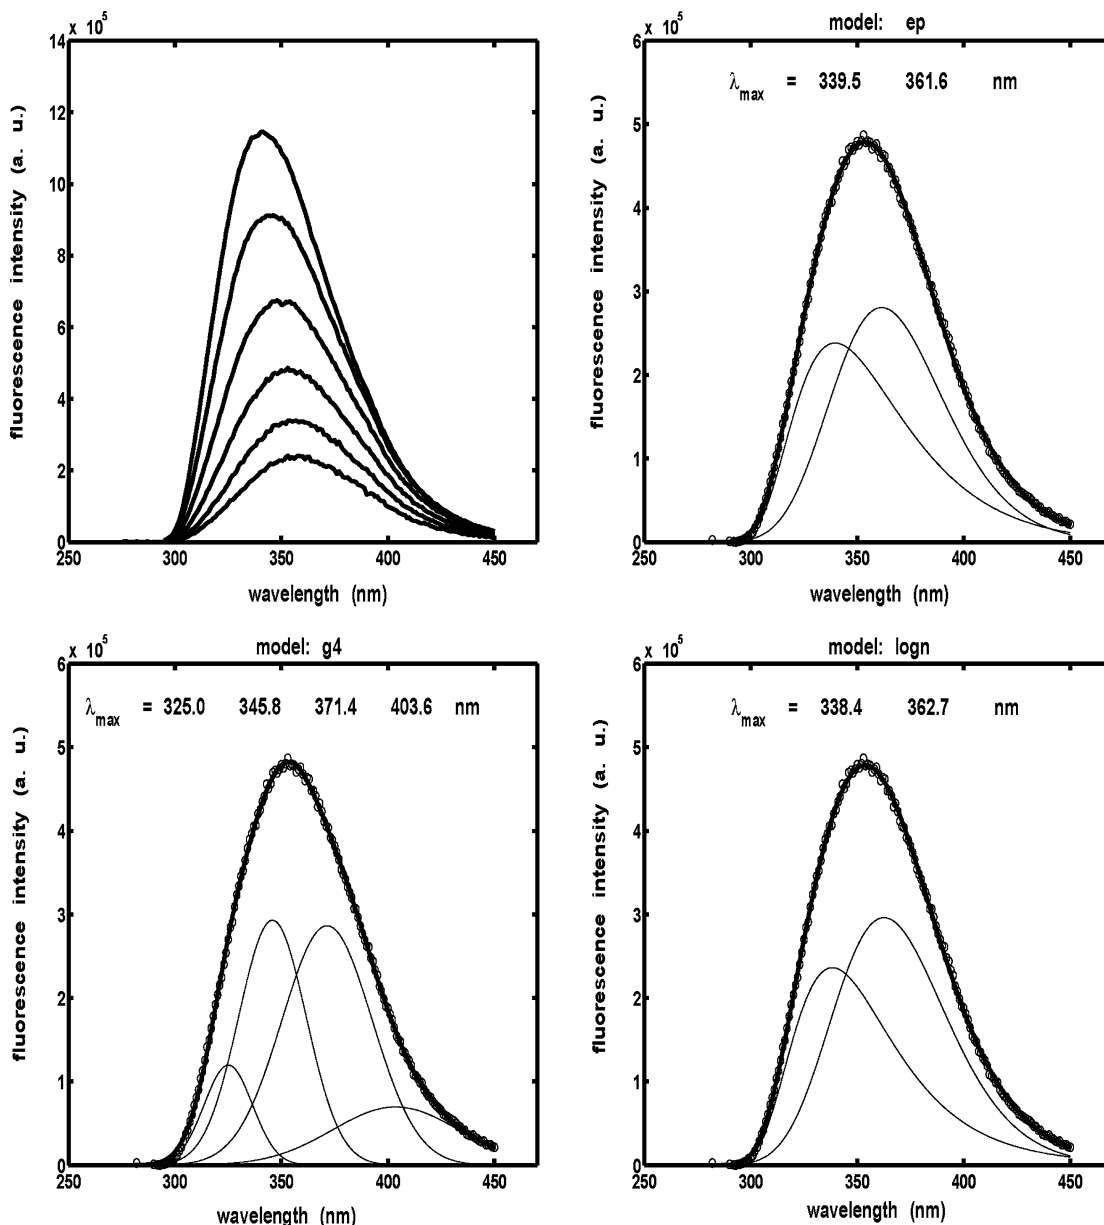 x 10^5
14
12
10
8
6
4
2
0
250 300 350 400 450
wavelength (nm)
fluorescence intensity (a. u.)
model: ep
x 10^5
λmax = 339.5 361.6 nm
6
5
4
3
2
1
0
250 300 350 400 450
wavelength (nm)
fluorescence intensity (a. u.)
model: g4
x 10^5
λmax = 325.0 345.8 371.4 403.6 nm
6
5
4
3
2
1
0
250 300 350 400 450
wavelength (nm)
fluorescence intensity (a. u.)
model: logn
x 10^5
λmax = 338.4 362.7 nm
6
5
4
3
2
1
0
250 300 350 400 450
wavelength (nm)
fluorescence intensity (a. u.)